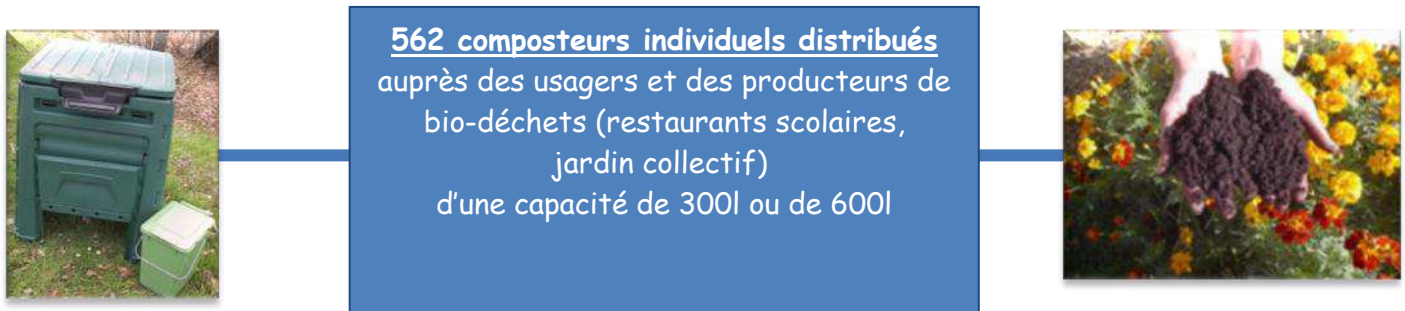 562 composteurs individuels distribués
auprès des usagers et des producteurs de
bio-déchets (restaurants scolaires,
jardin collectif)
d'une capacité de 300l ou de 600l